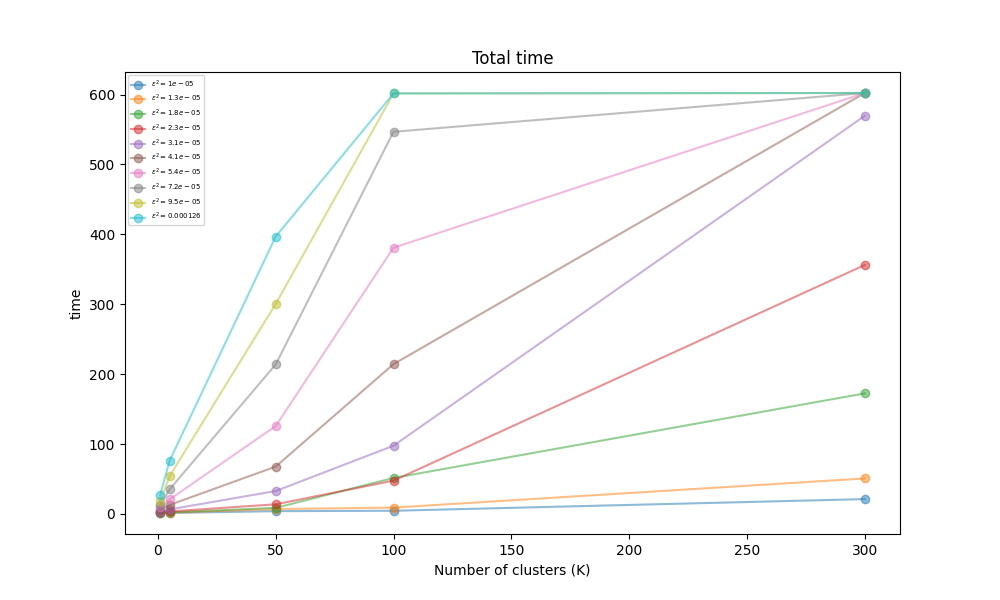 Total time
600
500
400
300
200
100
0
time
ε² = 1e−05
ε² = 1.3e−05
ε² = 1.8e−05
ε² = 2.3e−05
ε² = 3.1e−05
ε² = 4.1e−05
ε² = 5.4e−05
ε² = 7.2e−05
ε² = 9.5e−05
ε² = 0.000126
0 50 100 150 200 250 300
Number of clusters (K)